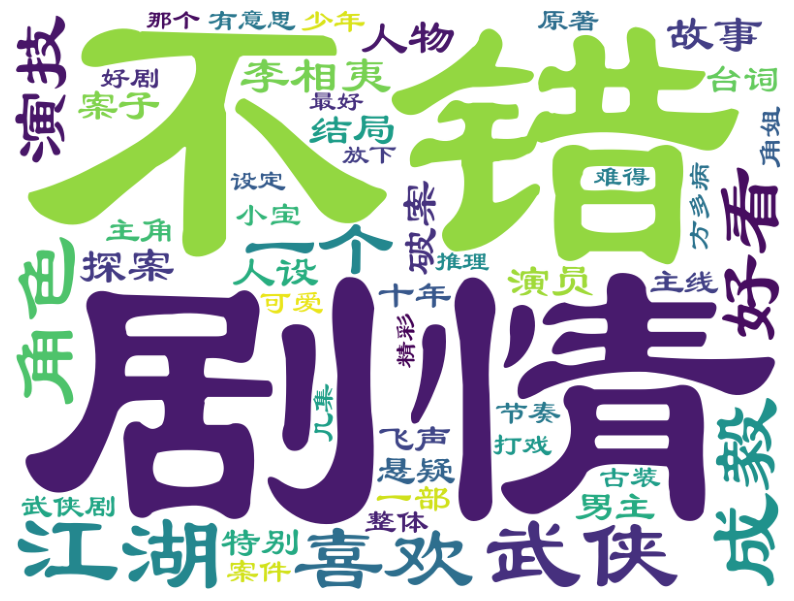 那个
有意思
少年
原著
故事
演技
人物
好剧
李相夷
台词
案子
最好
不错
结局
角姐
放下
难得
设定
方多病
小宝
好看
主角
一个
破案
角色
探案
人设
推理
演员
主线
可爱
十年
剧情
精彩
几集
节奏
飞声
打戏
成毅
悬疑
古装
一部
武侠剧
男主
整体
江湖
特别
喜欢
武侠
案件